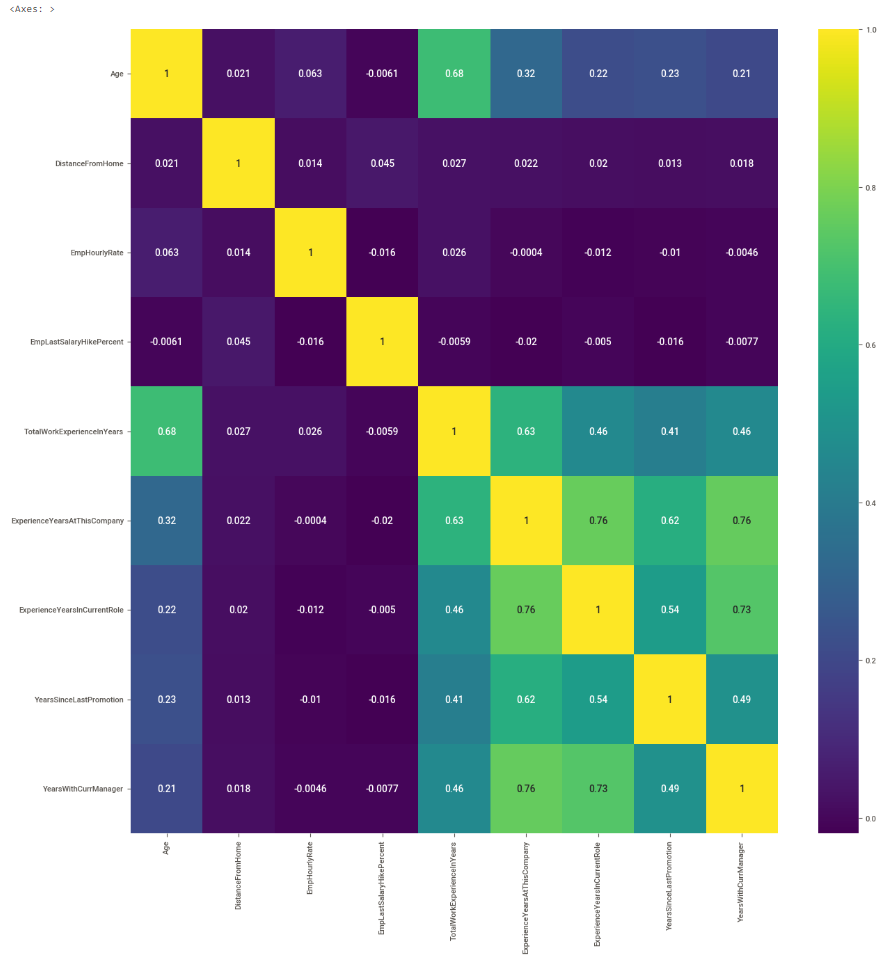 <Axes: >
1.0
Age 1 0.021 0.063 -0.0061 0.68 0.32 0.22 0.23 0.21
DistanceFromHome 0.021 1 0.014 0.045 0.027 0.022 0.02 0.013 0.018
0.8
EmpHourlyRate 0.063 0.014 1 -0.016 0.026 -0.0004 -0.012 -0.01 -0.0046
EmpLastSalaryHikePercent -0.0061 0.045 -0.016 1 -0.0059 -0.02 -0.005 -0.016 -0.0077
0.6
TotalWorkExperienceInYears 0.68 0.027 0.026 -0.0059 1 0.63 0.46 0.41 0.46
0.4
ExperienceYearsAtThisCompany 0.32 0.022 -0.0004 -0.02 0.63 1 0.76 0.62 0.76
ExperienceYearsInCurrentRole 0.22 0.02 -0.012 -0.005 0.46 0.76 1 0.54 0.73
0.2
YearsSinceLastPromotion 0.23 0.013 -0.01 -0.016 0.41 0.62 0.54 1 0.49
YearsWithCurrManager 0.21 0.018 -0.0046 -0.0077 0.46 0.76 0.73 0.49 1
0.0
Age
DistanceFromHome
EmpHourlyRate
EmpLastSalaryHikePercent
TotalWorkExperienceInYears
ExperienceYearsAtThisCompany
ExperienceYearsInCurrentRole
YearsSinceLastPromotion
YearsWithCurrManager